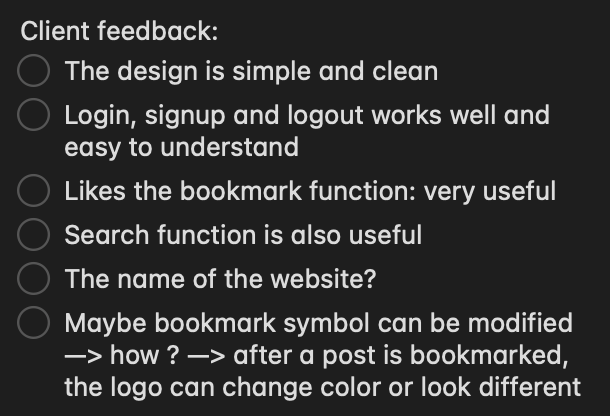 Client feedback:
The design is simple and clean
Login, signup and logout works well and
easy to understand
Likes the bookmark function: very useful
Search function is also useful
The name of the website?
Maybe bookmark symbol can be modified
—> how ? —> after a post is bookmarked,
the logo can change color or look different